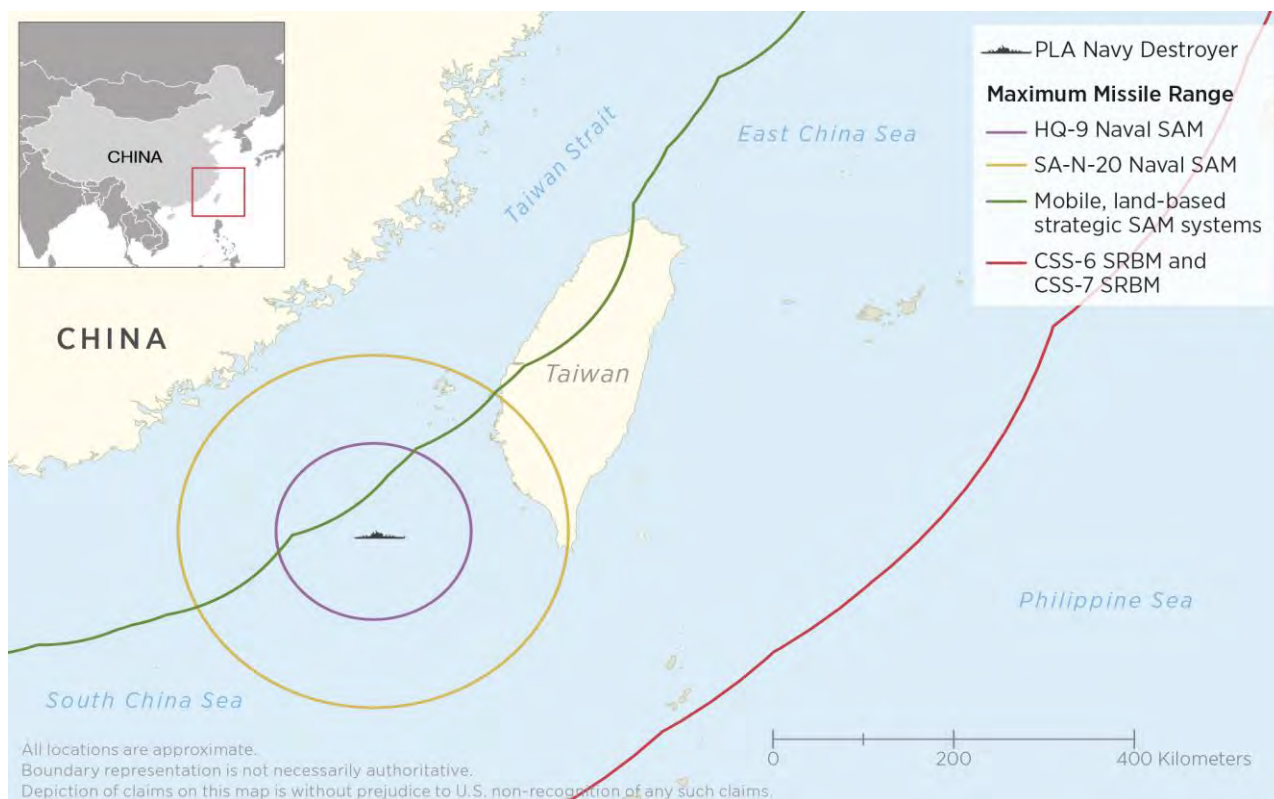 CHINA
PLA Navy Destroyer
Maximum Missile Range
HQ-9 Naval SAM
SA-N-20 Naval SAM
Mobile, land-based
strategic SAM systems
CSS-6 SRBM and
CSS-7 SRBM
East China Sea
Taiwan Strait
CHINA
Taiwan
Philippine Sea
South China Sea
All locations are approximate.
Boundary representation is not necessarily authoritative.
Depiction of claims on this map is without prejudice to U.S. non-recognition of any such claims.
0 200 400 Kilometers